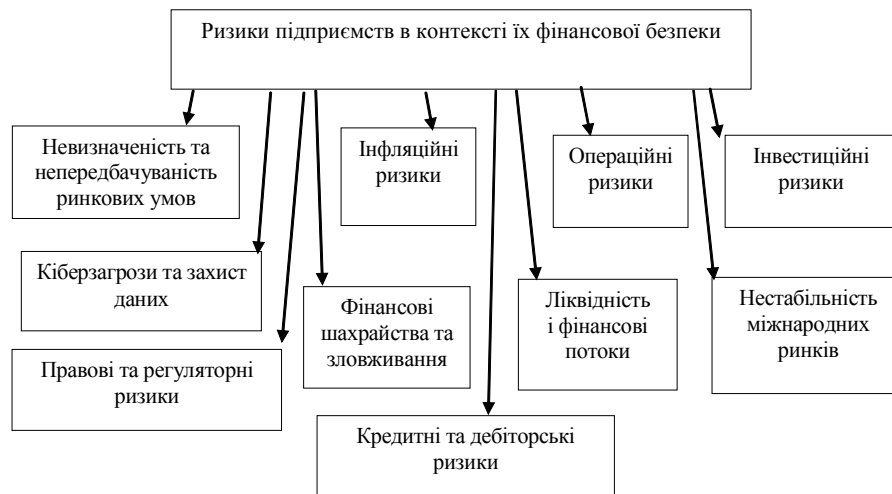 Ризики підприємств в контексті їх фінансової безпеки
Невизначеність та
непередбачуваність
ринкових умов
Інфляційні
ризики
Операційні
ризики
Інвестиційні
ризики
Кіберзагрози та захист
даних
Фінансові
шахрайства та
зловживання
Ліквідність
і фінансові
потоки
Нестабільність
міжнародних
ринків
Правові та регуляторні
ризики
Кредитні та дебіторські
ризики